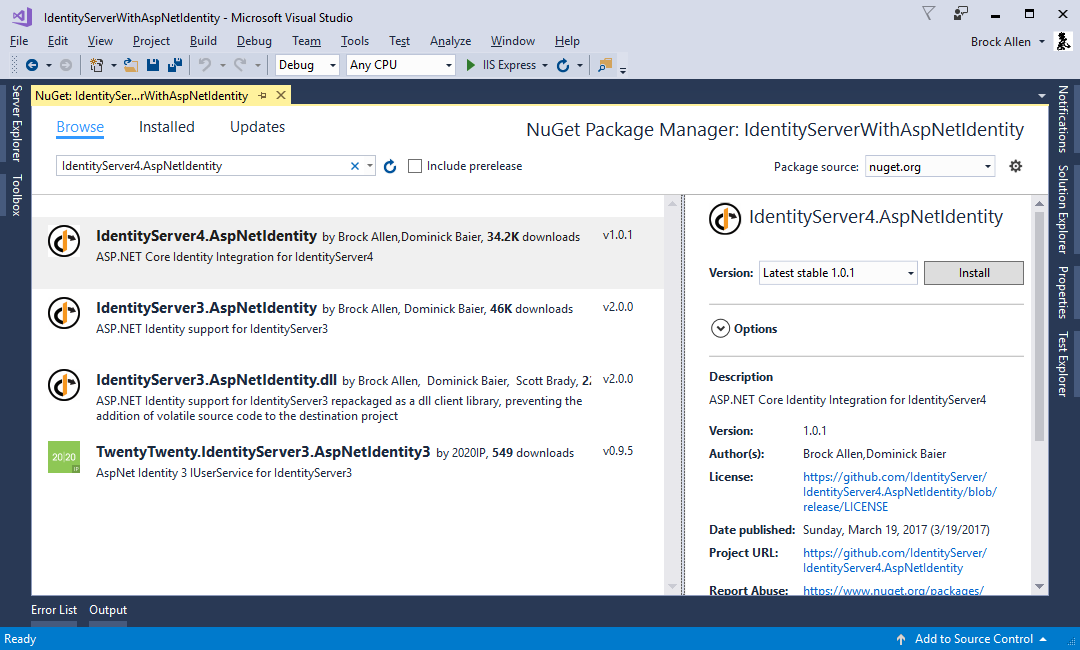 IdentityServerWithAspNetIdentity - Microsoft Visual Studio
File Edit View Project Build Debug Team Tools Test Analyze Window Help
Brock Allen
Debug Any CPU IIS Express
NuGet: IdentitySer...rWithAspNetIdentity
Server Explorer
Toolbox
Browse Installed Updates
NuGet Package Manager: IdentityServerWithAspNetIdentity
IdentityServer4.AspNetIdentity
Include prerelease
Package source: nuget.org
IdentityServer4.AspNetIdentity by Brock Allen,Dominick Baier, 34.2K downloads v1.0.1
ASP.NET Core Identity Integration for IdentityServer4
IdentityServer3.AspNetIdentity by Brock Allen, Dominick Baier, 46K downloads v2.0.0
ASP.NET Identity support for IdentityServer3
IdentityServer3.AspNetIdentity.dll by Brock Allen, Dominick Baier, Scott Brady, v2.0.0
ASP.NET Identity support for IdentityServer3 repackaged as a dll client library, preventing the
addition of volatile source code to the destination project
20|20
IP
TwentyTwenty.IdentityServer3.AspNetIdentity3 by 2020IP, 549 downloads v0.9.5
AspNet Identity 3 IUserService for IdentityServer3
IdentityServer4.AspNetIdentity
Version: Latest stable 1.0.1 Install
Options
Description
ASP.NET Core Identity Integration for IdentityServer4
Version: 1.0.1
Author(s): Brock Allen,Dominick Baier
License: https://github.com/IdentityServer/
IdentityServer4.AspNetIdentity/blob/
release/LICENSE
Date published: Sunday, March 19, 2017 (3/19/2017)
Project URL: https://github.com/IdentityServer/
IdentityServer4.AspNetIdentity
Report Abuse: https://www.nuget.org/packages/
Notifications
Solution Explorer
Properties
Test Explorer
Error List Output
Ready
Add to Source Control